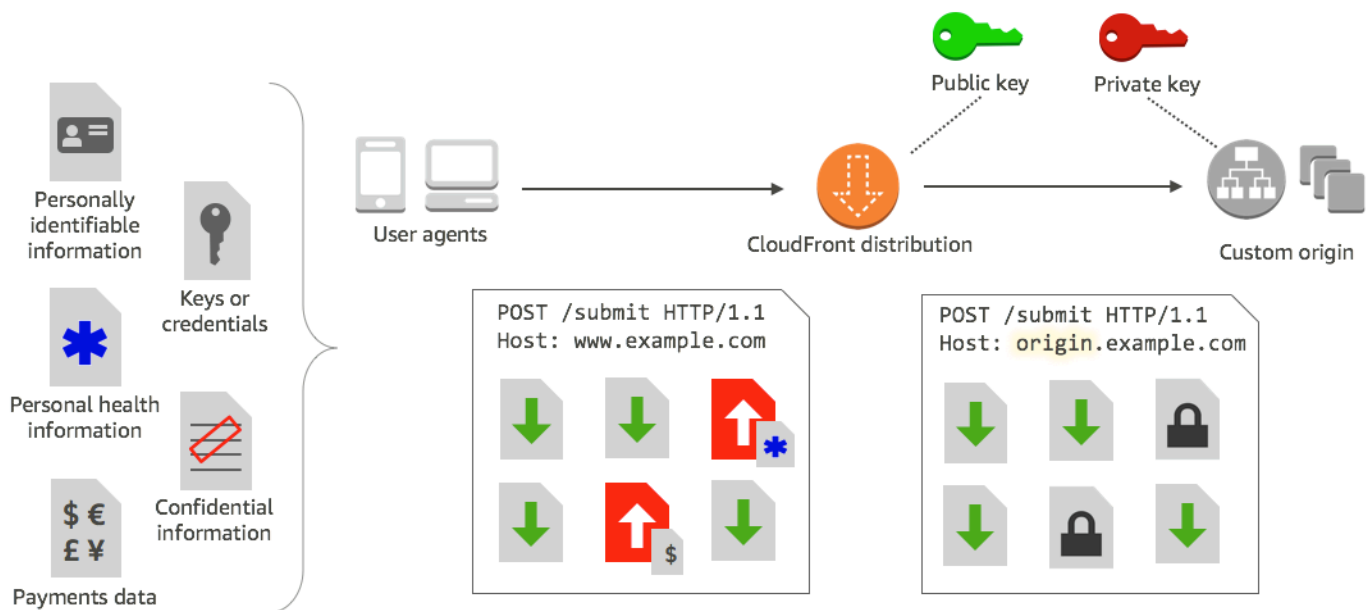 Public key
Private key
Personally
identifiable
information
Keys or
credentials
Personal health
information
Confidential
information
$ €
£ ¥
Payments data
User agents
CloudFront distribution
Custom origin
POST /submit HTTP/1.1
Host: www.example.com
$
POST /submit HTTP/1.1
Host: origin.example.com